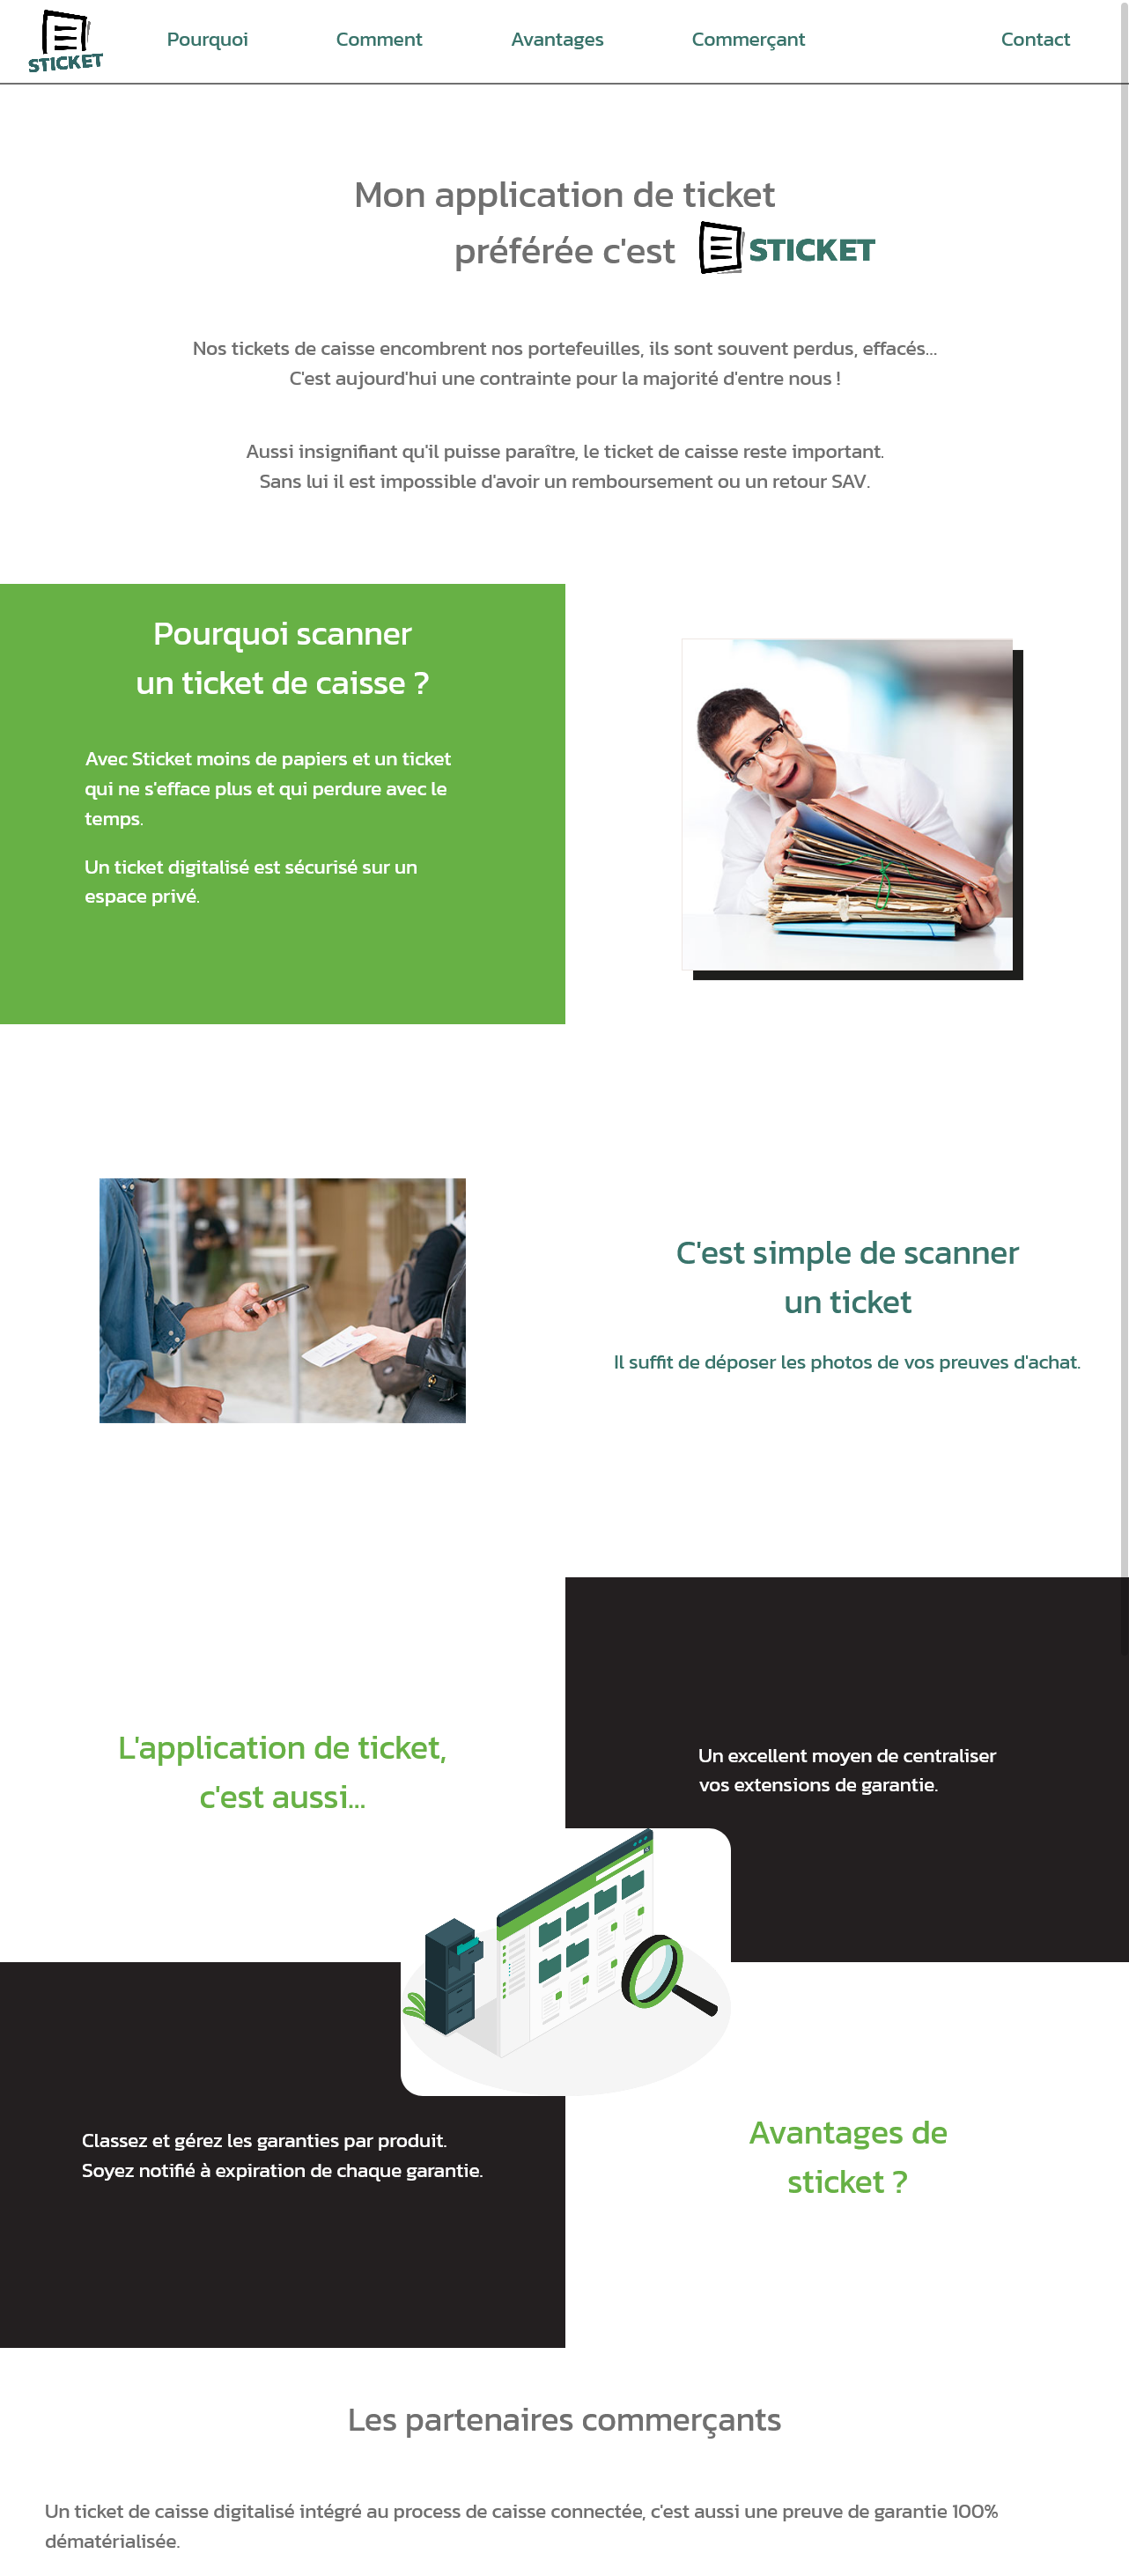 STICKET
Pourquoi
Comment
Avantages
Commerçant
Contact
Mon application de ticket
préférée c'est
STICKET
Nos tickets de caisse encombrent nos portefeuilles, ils sont souvent perdus, effacés...
C'est aujourd'hui une contrainte pour la majorité d'entre nous !
Aussi insignifiant qu'il puisse paraître, le ticket de caisse reste important.
Sans lui il est impossible d'avoir un remboursement ou un retour SAV.
Pourquoi scanner
un ticket de caisse ?
Avec Sticket moins de papiers et un ticket
qui ne s'efface plus et qui perdure avec le
temps.
Un ticket digitalisé est sécurisé sur un
espace privé.
C'est simple de scanner
un ticket
Il suffit de déposer les photos de vos preuves d'achat.
L'application de ticket,
c'est aussi...
Un excellent moyen de centraliser
vos extensions de garantie.
Classez et gérez les garanties par produit.
Soyez notifié à expiration de chaque garantie.
Avantages de
sticket ?
Les partenaires commerçants
Un ticket de caisse digitalisé intégré au process de caisse connectée, c'est aussi une preuve de garantie 100%
dématérialisée.